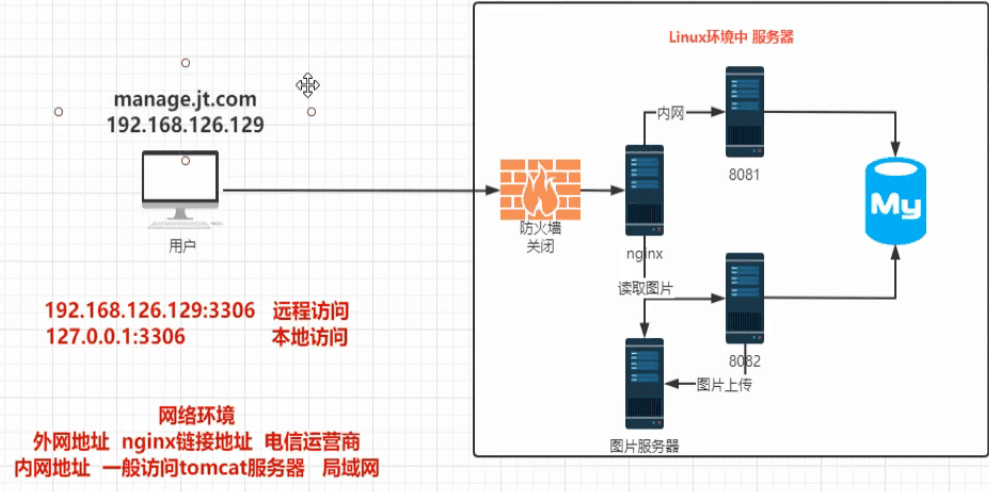 Linux环境中 服务器
manage.jt.com
192.168.126.129
用户
防火墙
关闭
nginx
内网
8081
My
读取图片
8082
图片上传
图片服务器
192.168.126.129:3306 远程访问
127.0.0.1:3306 本地访问
网络环境
外网地址 nginx链接地址 电信运营商
内网地址 一般访问tomcat服务器 局域网